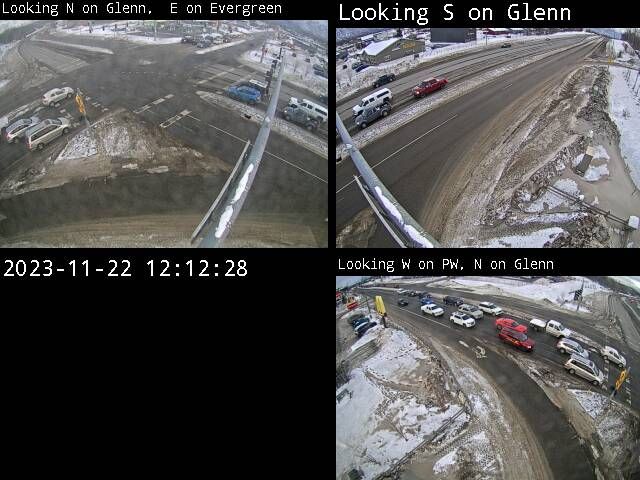 Looking N on Glenn,  E on Evergreen
Looking S on Glenn
2023-11-22 12:12:28
Looking W on PW, N on Glenn